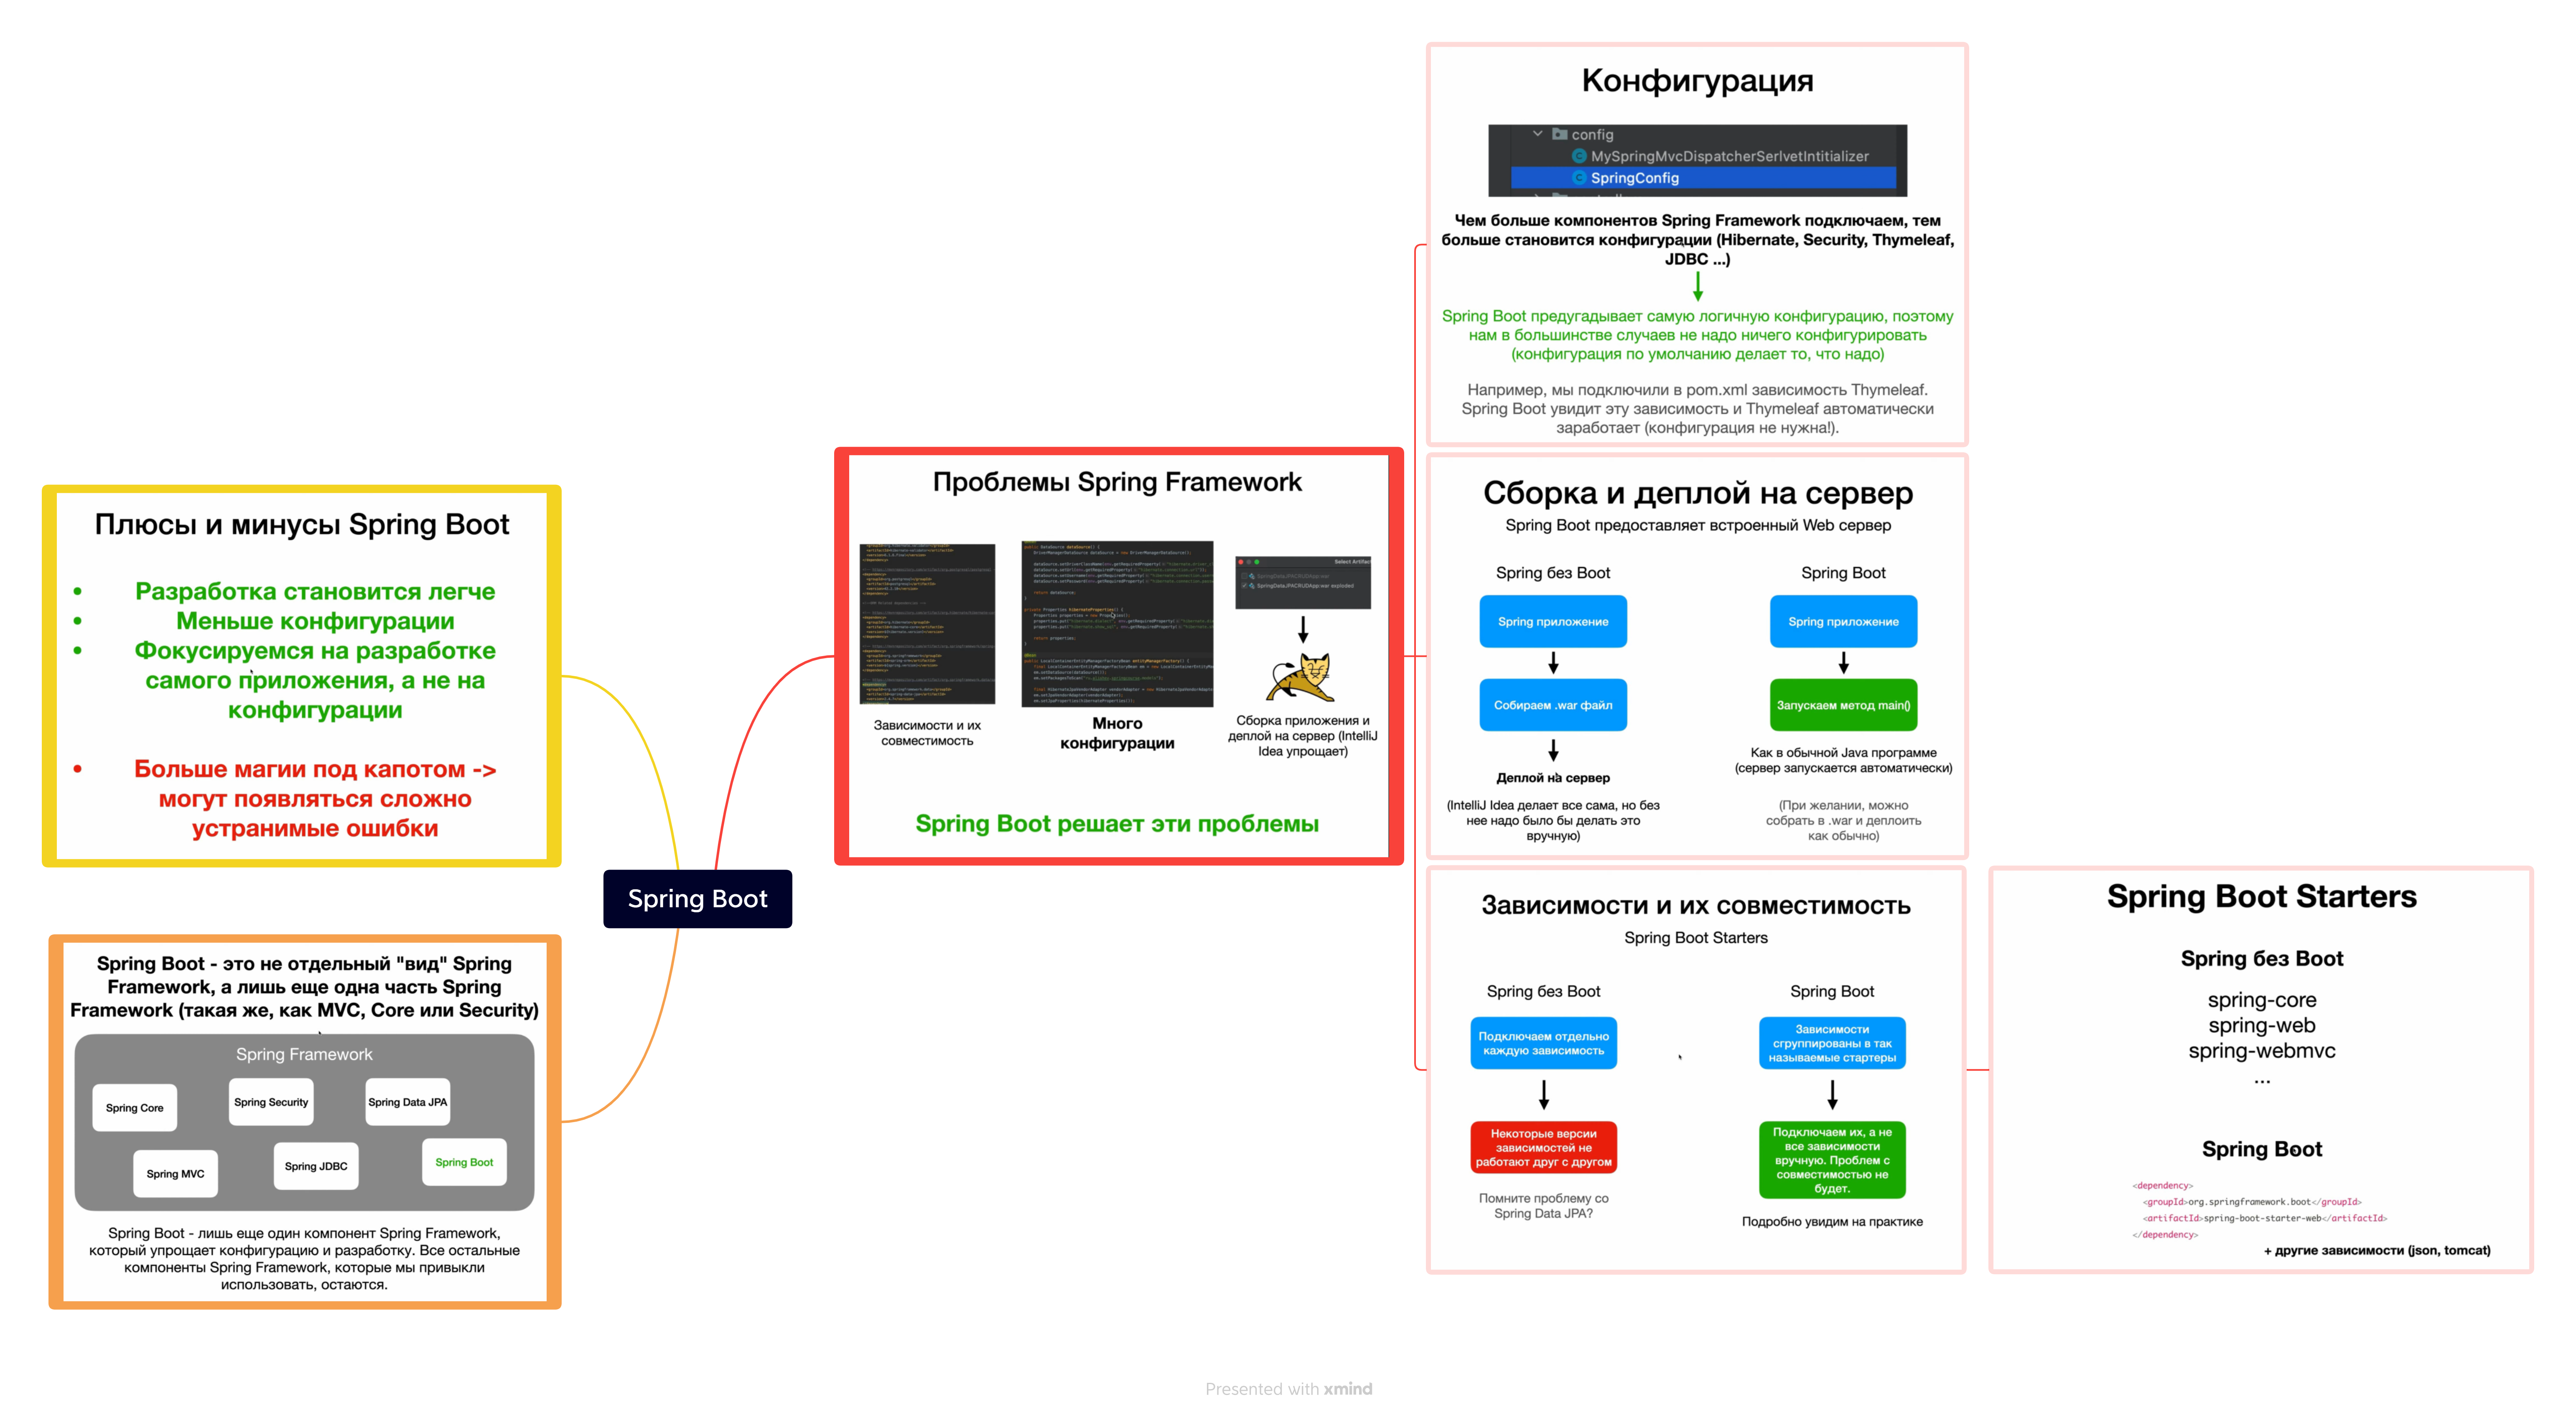 Плюсы и минусы Spring Boot
• Разработка становится легче
• Меньше конфигурации
• Фокусируемся на разработке
самого приложения, а не на
конфигурации
• Больше магии под капотом ->
могут появляться сложно
устранимые ошибки
Spring Boot - это не отдельный "вид" Spring
Framework, а лишь еще одна часть Spring
Framework (такая же, как MVC, Core или Security)
Spring Framework
Spring Core
Spring Security
Spring Data JPA
Spring MVC
Spring JDBC
Spring Boot
Spring Boot - лишь еще один компонент Spring Framework,
который упрощает конфигурацию и разработку. Все остальные
компоненты Spring Framework, которые мы привыкли
использовать, остаются.
Spring Boot
Проблемы Spring Framework
Select Artifact
SpringDataJPACRUDApp:war
SpringDataJPACRUDApp:war exploded
Зависимости и их
совместимость
Много
конфигурации
Сборка приложения и
деплой на сервер (IntelliJ
Idea упрощает)
Spring Boot решает эти проблемы
Конфигурация
config
MySpringMvcDispatcherSerlvetIntitializer
SpringConfig
Чем больше компонентов Spring Framework подключаем, тем
больше становится конфигурации (Hibernate, Security, Thymeleaf,
JDBC ...)
Spring Boot предугадывает самую логичную конфигурацию, поэтому
нам в большинстве случаев не надо ничего конфигурировать
(конфигурация по умолчанию делает то, что надо)
Например, мы подключили в pom.xml зависимость Thymeleaf.
Spring Boot увидит эту зависимость и Thymeleaf автоматически
заработает (конфигурация не нужна!).
Сборка и деплой на сервер
Spring Boot предоставляет встроенный Web сервер
Spring без Boot
Spring приложение
Собираем .war файл
Деплой на сервер
(IntelliJ Idea делает все сама, но без
нее надо было бы делать это
вручную)
Spring Boot
Spring приложение
Запускаем метод main()
Как в обычной Java программе
(сервер запускается автоматически)
(При желании, можно
собрать в .war и деплоить
как обычно)
Зависимости и их совместимость
Spring Boot Starters
Spring без Boot
Подключаем отдельно
каждую зависимость
Некоторые версии
зависимостей не
работают друг с другом
Помните проблему со
Spring Data JPA?
Spring Boot
Зависимости
сгруппированы в так
называемые стартеры
Подключаем их, а не
все зависимости
вручную. Проблем с
совместимостью не
будет.
Подробно увидим на практике
Spring Boot Starters
Spring без Boot
spring-core
spring-web
spring-webmvc
...
Spring Boot
<dependency>
<groupId>org.springframework.boot</groupId>
<artifactId>spring-boot-starter-web</artifactId>
</dependency>
+ другие зависимости (json, tomcat)
Presented with xmind